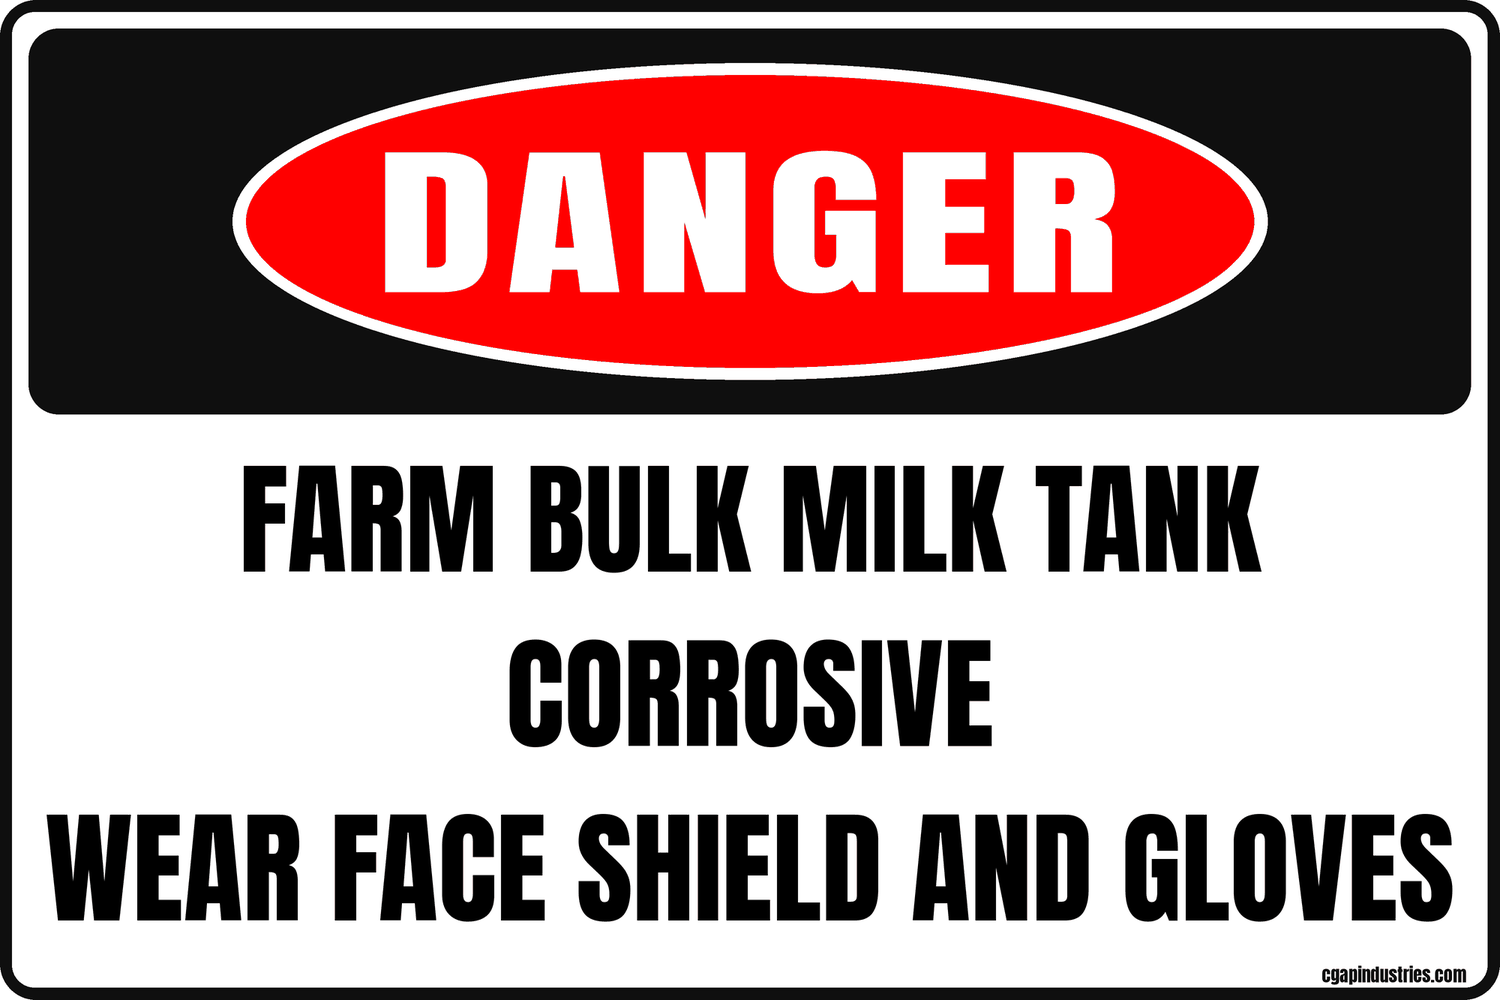 DANGER
FARM BULK MILK TANK
CORROSIVE
WEAR FACE SHIELD AND GLOVES
cgapindustries.com